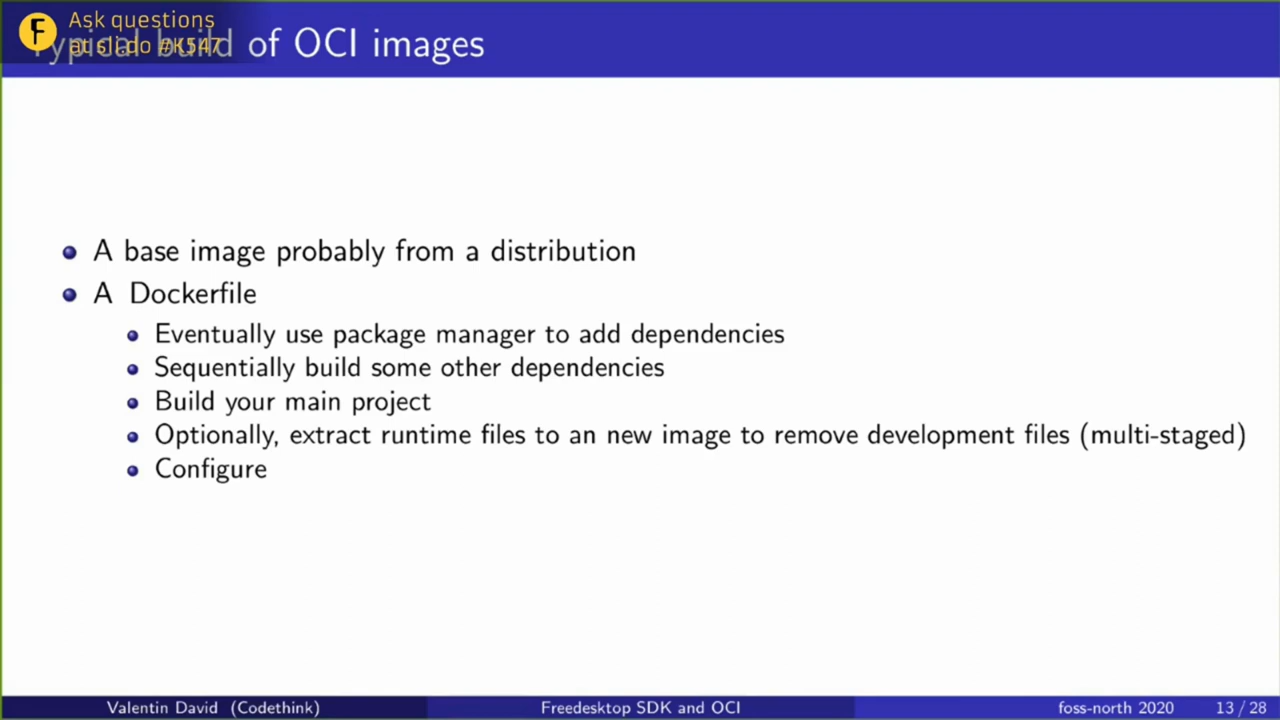 F
Ask questions
at sli.do #K547
Typical build of OCI images
A base image probably from a distribution
A Dockerfile
Eventually use package manager to add dependencies
Sequentially build some other dependencies
Build your main project
Optionally, extract runtime files to an new image to remove development files (multi-staged)
Configure
Valentin David (Codethink)
Freedesktop SDK and OCI
foss-north 2020
13 / 28